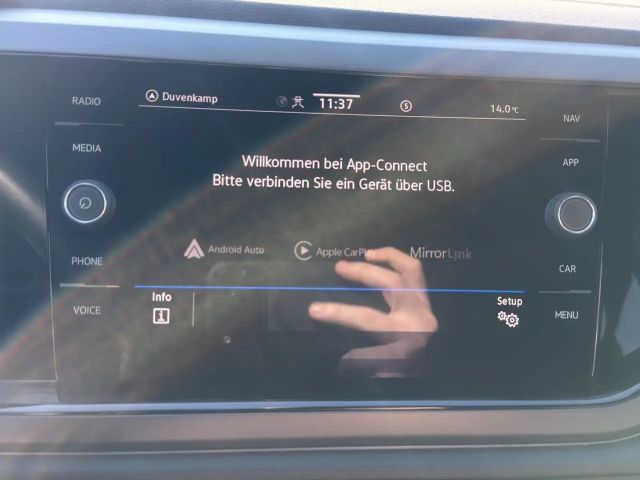 RADIO
MEDIA
PHONE
VOICE
Duvenkamp
11:37
S
14.0°C
Willkommen bei App-Connect
Bitte verbinden Sie ein Gerät über USB.
Android Auto
Apple CarPlay
MirrorLink
Info
Setup
NAV
APP
CAR
MENU